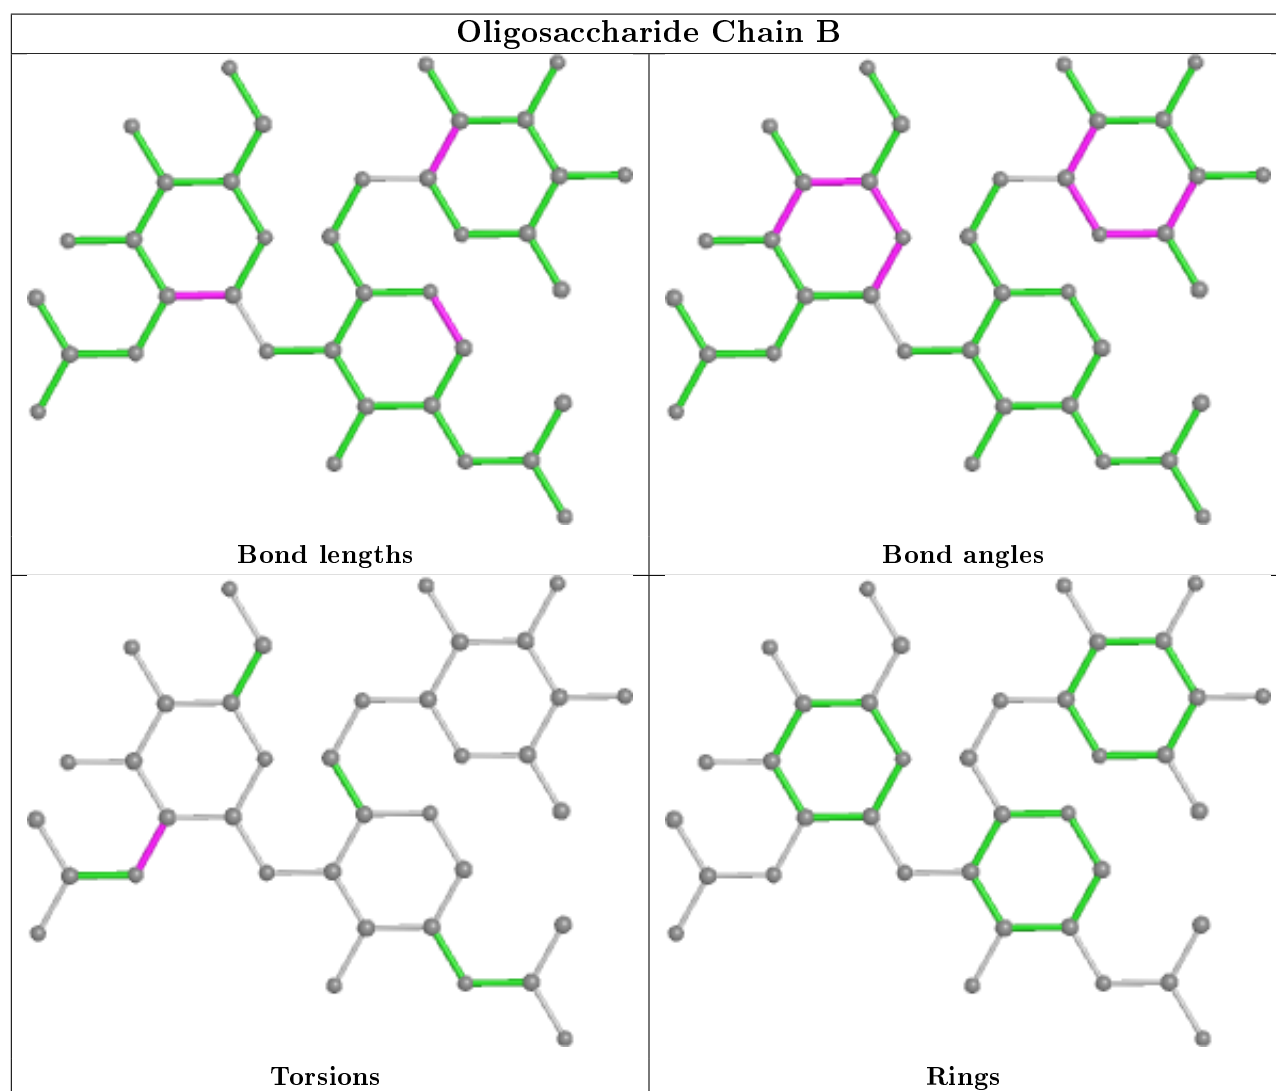 Oligosaccharide Chain B
Bond lengths
Bond angles
Torsions
Rings